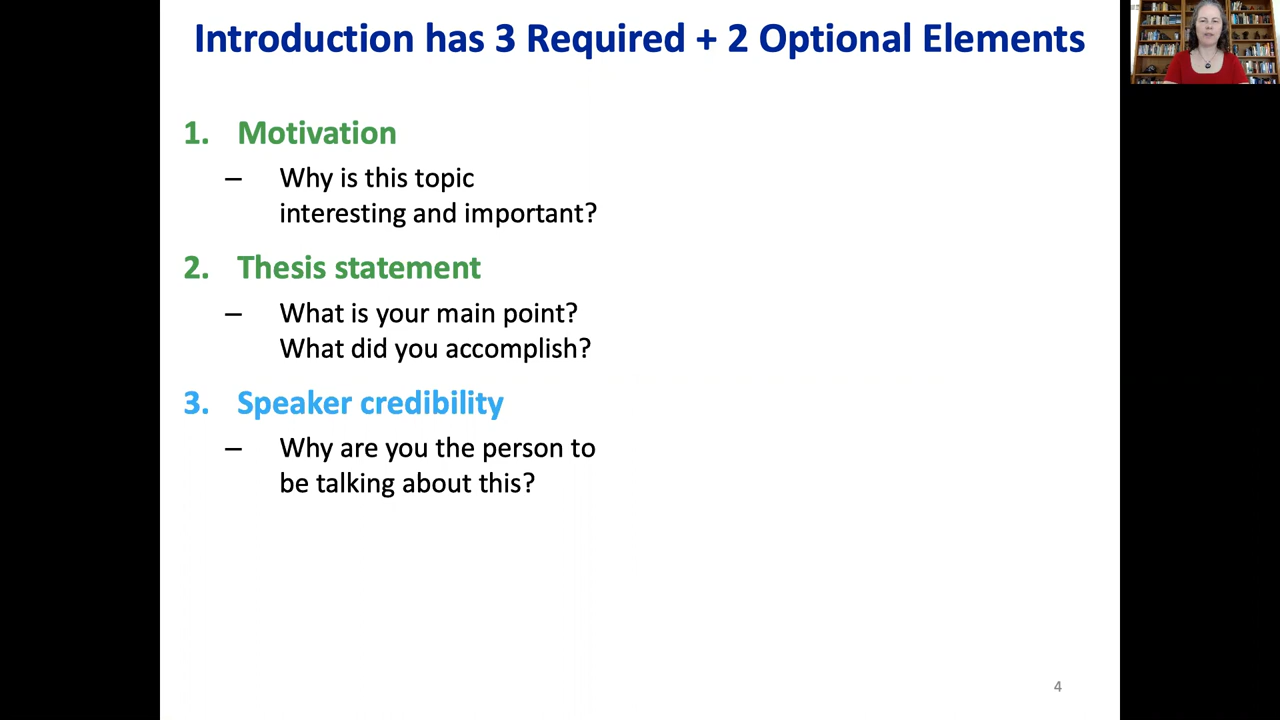 Introduction has 3 Required + 2 Optional Elements
1. Motivation
– Why is this topic
interesting and important?
2. Thesis statement
– What is your main point?
What did you accomplish?
3. Speaker credibility
– Why are you the person to
be talking about this?
4